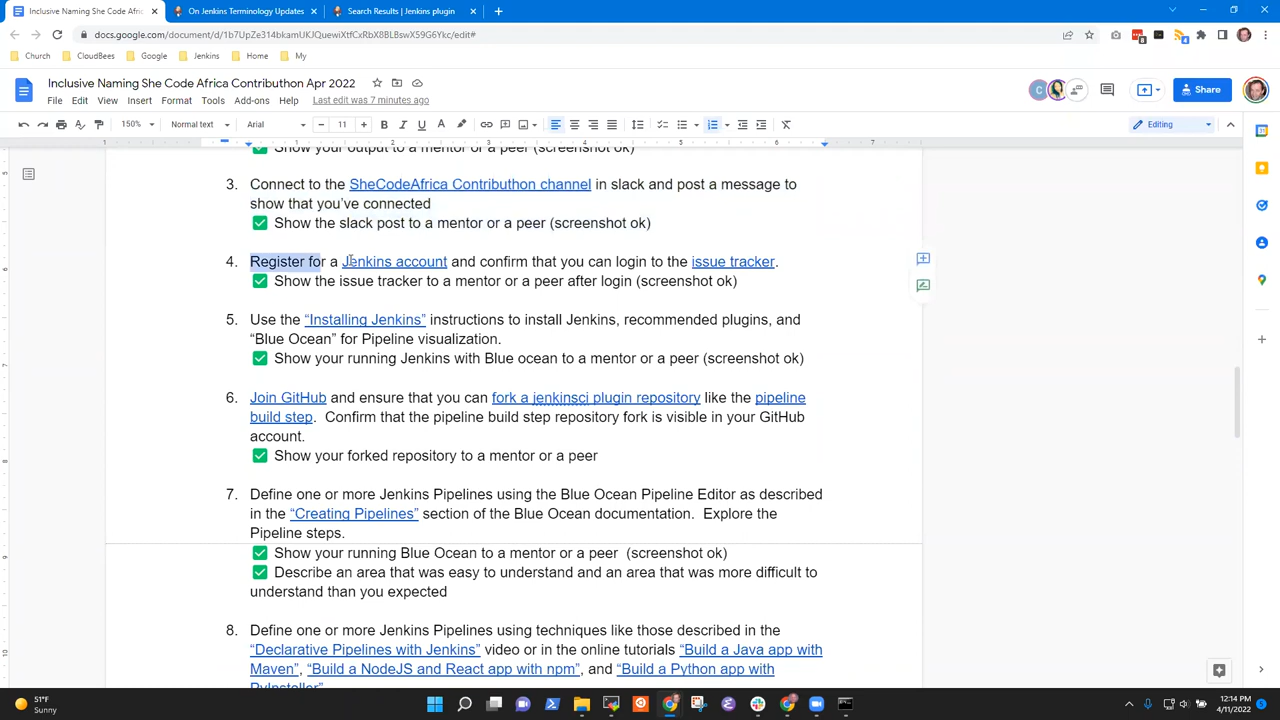 Inclusive Naming She Code Afric
On Jenkins Terminology Updates
Search Results | Jenkins plugin
docs.google.com/document/d/1b7UpZe314bkamUKJQuewiXtfCxRbX8BLBswX59G6Ykc/edit#
Church
CloudBees
Google
Jenkins
Home
My
Inclusive Naming She Code Africa Contributhon Apr 2022
File Edit View Insert Format Tools Add-ons Help Last edit was 7 minutes ago
C
Share
150% Normal text Arial 11 Editing
1 1 2 3 4 5 6 7
Show your output to a mentor or a peer (screenshot ok)
3. Connect to the SheCodeAfrica Contributhon channel in slack and post a message to
show that you've connected
✅ Show the slack post to a mentor or a peer (screenshot ok)
4. Register for a Jenkins account and confirm that you can login to the issue tracker.
✅ Show the issue tracker to a mentor or a peer after login (screenshot ok)
5. Use the “Installing Jenkins” instructions to install Jenkins, recommended plugins, and
“Blue Ocean” for Pipeline visualization.
✅ Show your running Jenkins with Blue ocean to a mentor or a peer (screenshot ok)
6. Join GitHub and ensure that you can fork a jenkinsci plugin repository like the pipeline
build step. Confirm that the pipeline build step repository fork is visible in your GitHub
account.
✅ Show your forked repository to a mentor or a peer
7. Define one or more Jenkins Pipelines using the Blue Ocean Pipeline Editor as described
in the “Creating Pipelines” section of the Blue Ocean documentation. Explore the
Pipeline steps.
✅ Show your running Blue Ocean to a mentor or a peer (screenshot ok)
✅ Describe an area that was easy to understand and an area that was more difficult to
understand than you expected
8. Define one or more Jenkins Pipelines using techniques like those described in the
“Declarative Pipelines with Jenkins” video or in the online tutorials “Build a Java app with
Maven”, “Build a NodeJS and React app with npm”, and “Build a Python app with
PyInstaller”
51°F
Sunny
12:14 PM
4/11/2022